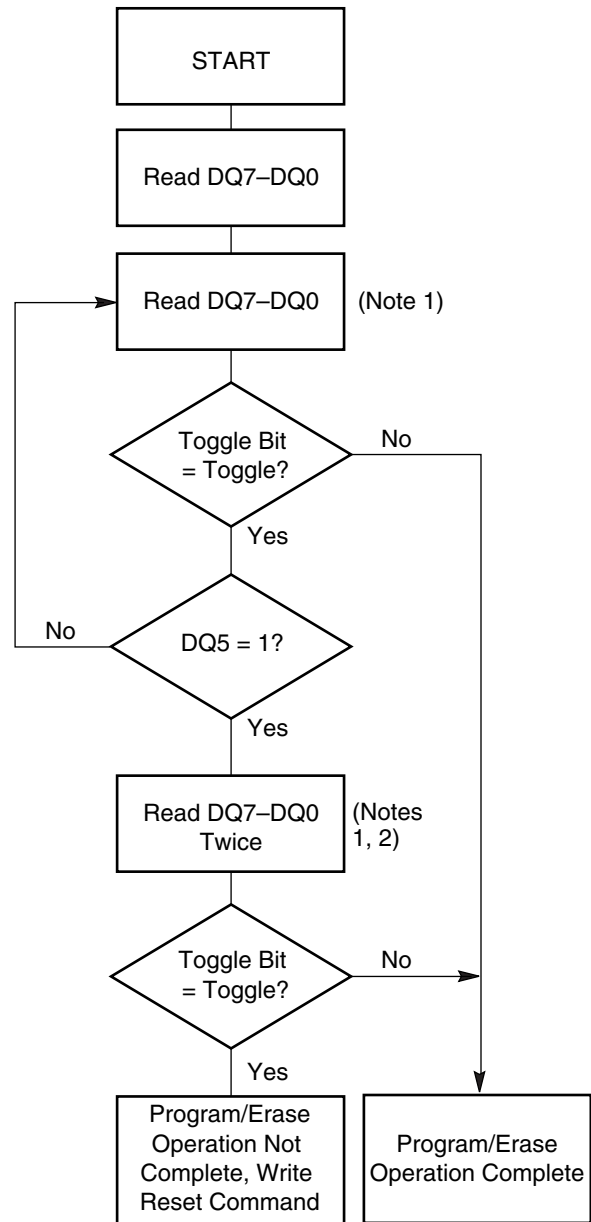 START
Read DQ7–DQ0
Read DQ7–DQ0
(Note 1)
Toggle Bit
= Toggle?
No
Yes
No
DQ5 = 1?
Yes
Read DQ7–DQ0
Twice
(Notes
1, 2)
Toggle Bit
= Toggle?
No
Yes
Program/Erase
Operation Not
Complete, Write
Reset Command
Program/Erase
Operation Complete